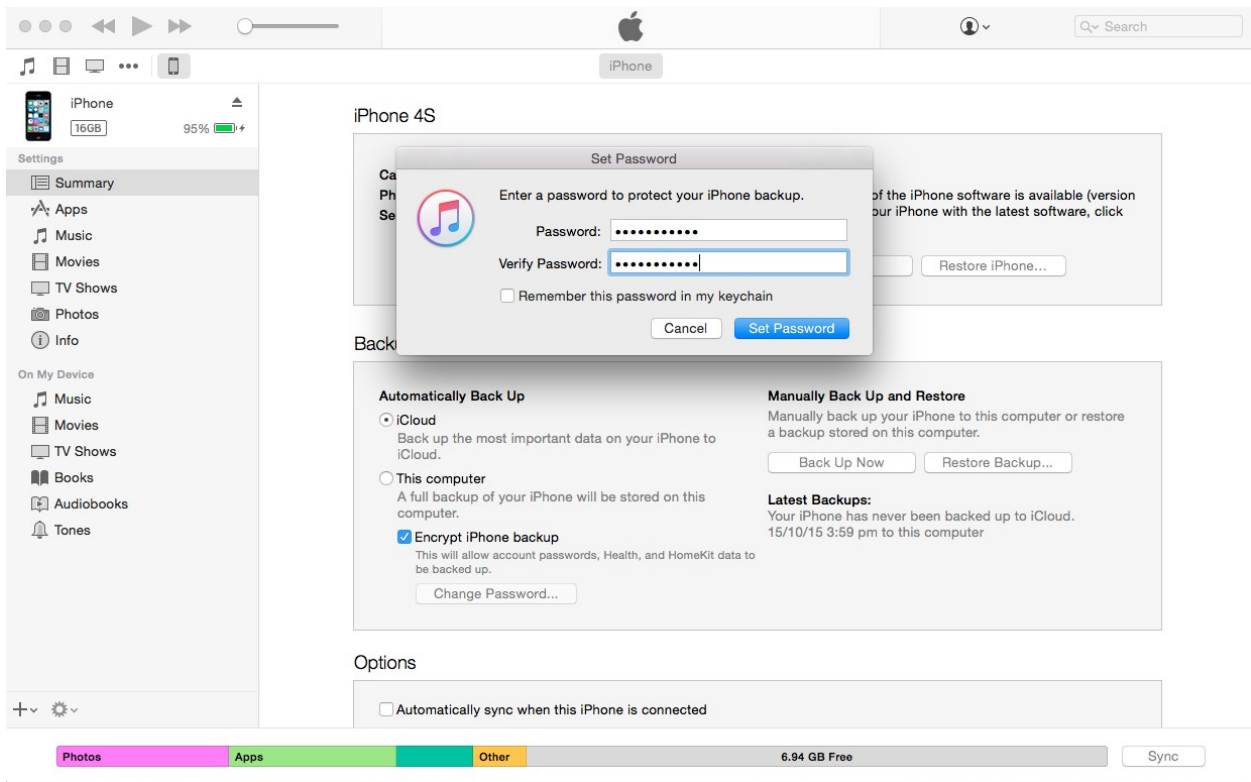 Search
iPhone
iPhone
16GB
95%
Settings
Summary
Apps
Music
Movies
TV Shows
Photos
Info
On My Device
Music
Movies
TV Shows
Books
Audiobooks
Tones
iPhone 4S
Ca
Ph
Se
of the iPhone software is available (version
our iPhone with the latest software, click
Restore iPhone...
Set Password
Enter a password to protect your iPhone backup.
Password: •••••••••••
Verify Password: •••••••••••
Remember this password in my keychain
Cancel
Set Password
Back
Automatically Back Up
iCloud
Back up the most important data on your iPhone to
iCloud.
This computer
A full backup of your iPhone will be stored on this
computer.
Encrypt iPhone backup
This will allow account passwords, Health, and HomeKit data to
be backed up.
Change Password...
Manually Back Up and Restore
Manually back up your iPhone to this computer or restore
a backup stored on this computer.
Back Up Now
Restore Backup...
Latest Backups:
Your iPhone has never been backed up to iCloud.
15/10/15 3:59 pm to this computer
Options
Automatically sync when this iPhone is connected
Photos
Apps
Other
6.94 GB Free
Sync